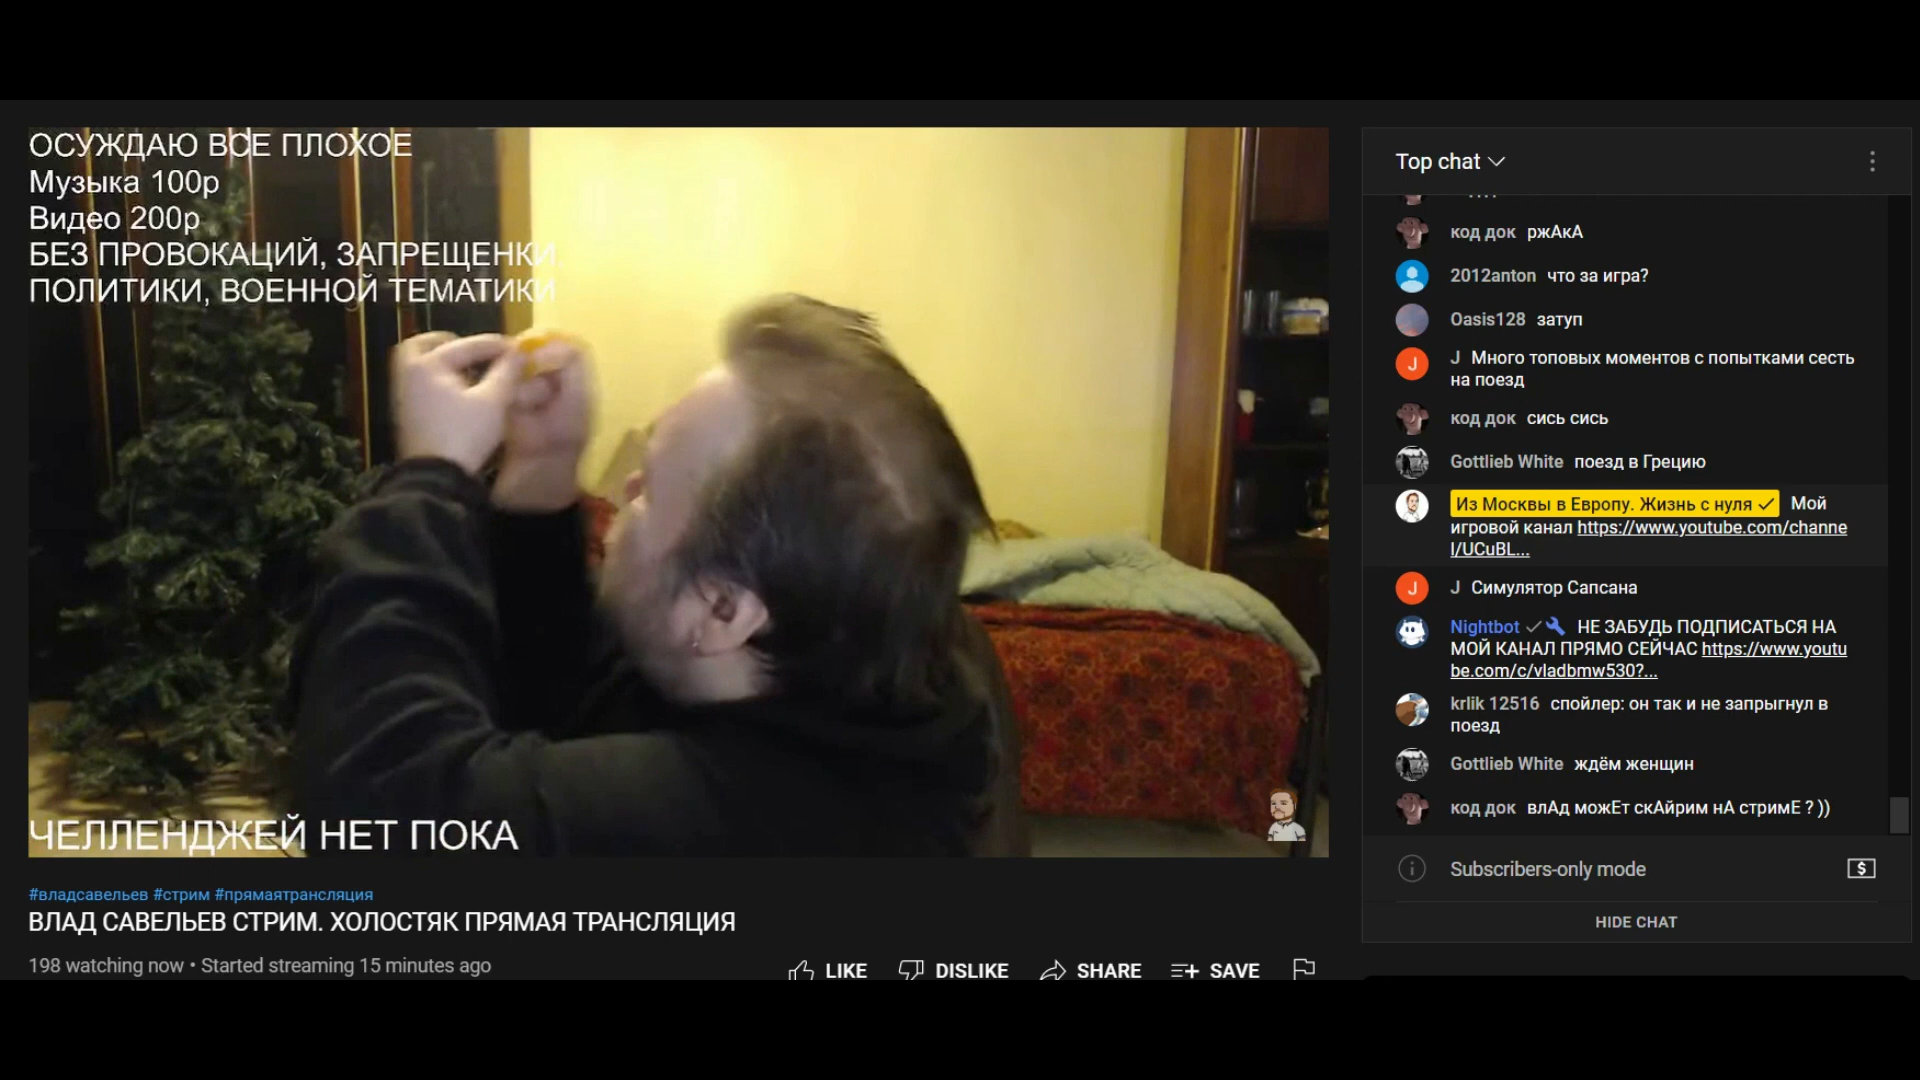 ОСУЖДАЮ ВСЕ ПЛОХОЕ
Музыка 100р
Видео 200р
БЕЗ ПРОВОКАЦИЙ, ЗАПРЕЩЕНКИ,
ПОЛИТИКИ, ВОЕННОЙ ТЕМАТИКИ
ЧЕЛЛЕНДЖЕЙ НЕТ ПОКА
#владсавельев #стрим #прямаятрансляция
ВЛАД САВЕЛЬЕВ СТРИМ. ХОЛОСТЯК ПРЯМАЯ ТРАНСЛЯЦИЯ
198 watching now • Started streaming 15 minutes ago
LIKE DISLIKE SHARE SAVE
Top chat
код док ржАкА
2012anton что за игра?
Oasis128 затуп
J J Много топовых моментов с попытками сесть
на поезд
код док сись сись
Gottlieb White поезд в Грецию
Из Москвы в Европу. Жизнь с нуля Мой
игровой канал https://www.youtube.com/channe
l/UCuBL...
J J Симулятор Сапсана
Nightbot НЕ ЗАБУДЬ ПОДПИСАТЬСЯ НА
МОЙ КАНАЛ ПРЯМО СЕЙЧАС https://www.youtu
be.com/c/vladbmw530?...
krlik 12516 спойлер: он так и не запрыгнул в
поезд
Gottlieb White ждём женщин
код док влАд можЕт скАйрим нА стримЕ ? ))
Subscribers-only mode
HIDE CHAT